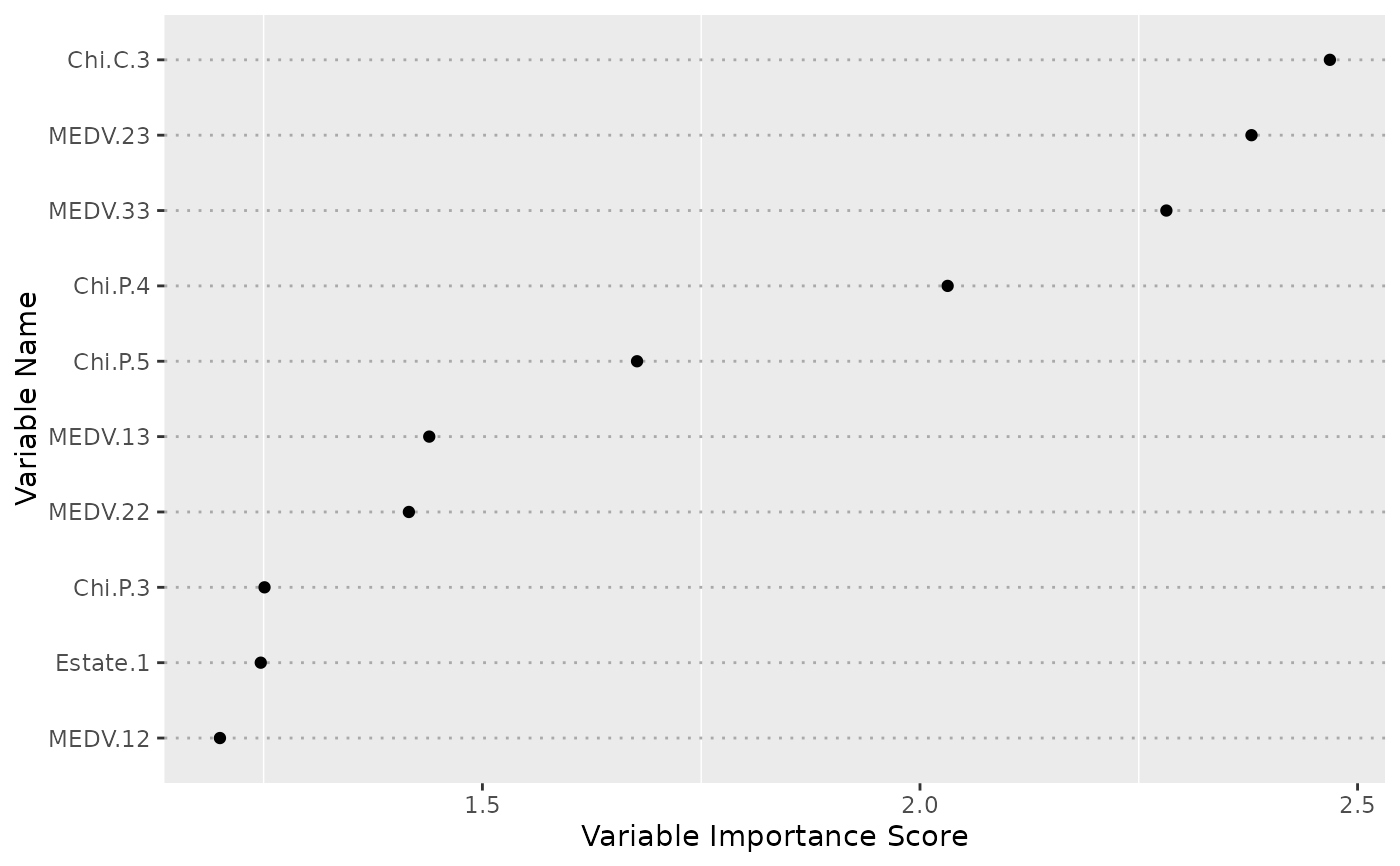 Chi.C.3
MEDV.23
MEDV.33
Chi.P.4
Chi.P.5
MEDV.13
MEDV.22
Chi.P.3
Estate.1
MEDV.12
Variable Name
1.5 2.0 2.5
Variable Importance Score